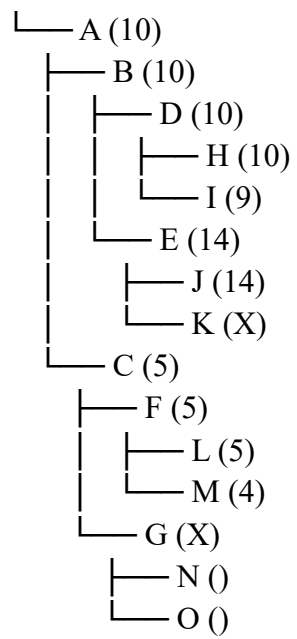 A (10)
B (10)
D (10)
H (10)
I (9)
E (14)
J (14)
K (X)
C (5)
F (5)
L (5)
M (4)
G (X)
N ()
O ()